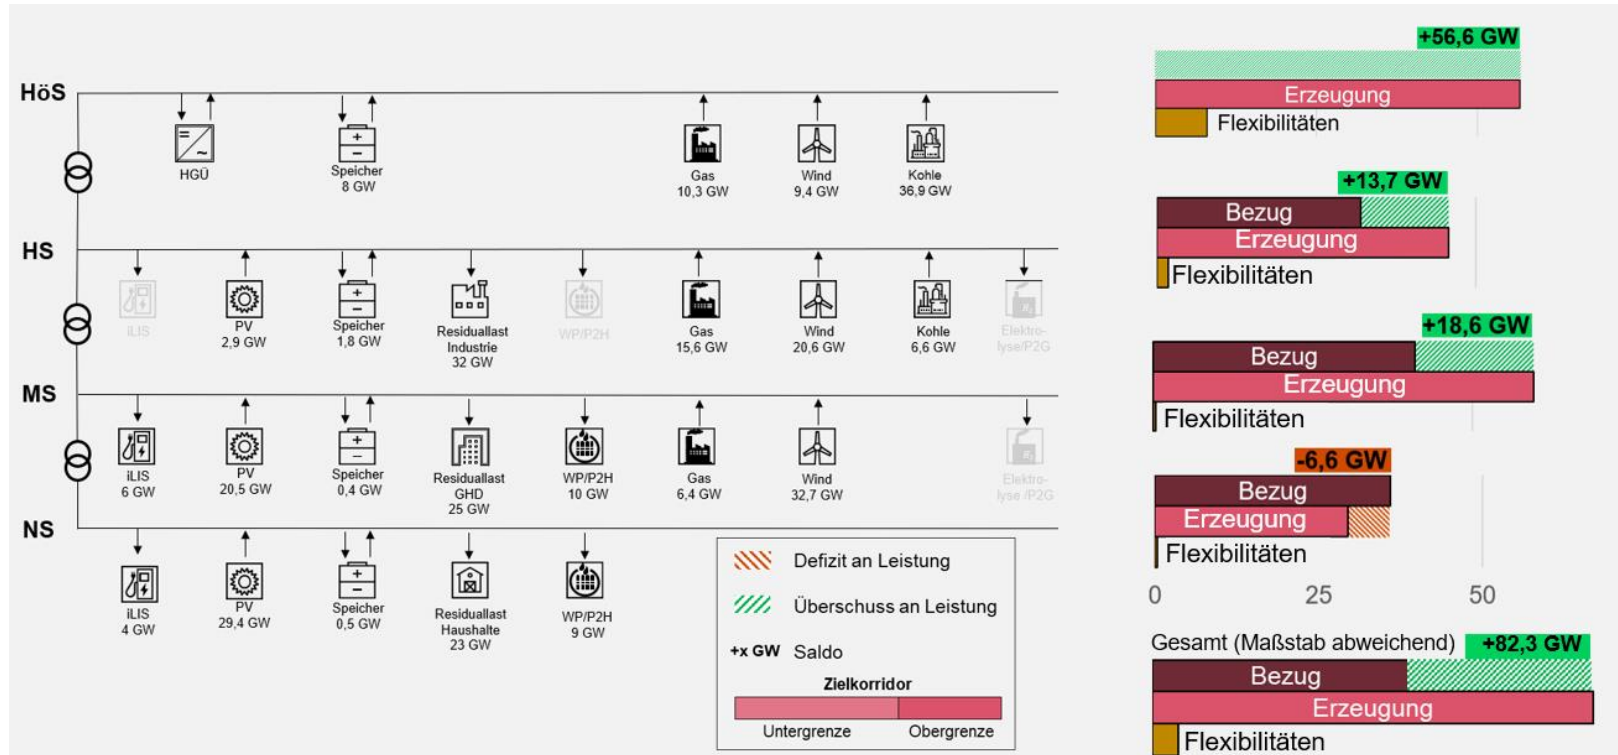 HöS
HGÜ
Speicher
8 GW
Gas
10,3 GW
Wind
9,4 GW
Kohle
36,9 GW
HS
iLIS
PV
2,9 GW
Speicher
1,8 GW
Residuallast
Industrie
32 GW
WP/P2H
Gas
15,6 GW
Wind
20,6 GW
Kohle
6,6 GW
Elektro-
lyse/P2G
MS
iLIS
6 GW
PV
20,5 GW
Speicher
0,4 GW
Residuallast
GHD
25 GW
WP/P2H
10 GW
Gas
6,4 GW
Wind
32,7 GW
Elektro-
lyse /P2G
NS
iLIS
4 GW
PV
29,4 GW
Speicher
0,5 GW
Residuallast
Haushalte
23 GW
WP/P2H
9 GW
Defizit an Leistung
Überschuss an Leistung
+x GW Saldo
Zielkorridor
Untergrenze Obergrenze
+56,6 GW
Erzeugung
Flexibilitäten
+13,7 GW
Bezug
Erzeugung
Flexibilitäten
+18,6 GW
Bezug
Erzeugung
Flexibilitäten
-6,6 GW
Bezug
Erzeugung
Flexibilitäten
0 25 50
Gesamt (Maßstab abweichend) +82,3 GW
Bezug
Erzeugung
Flexibilitäten